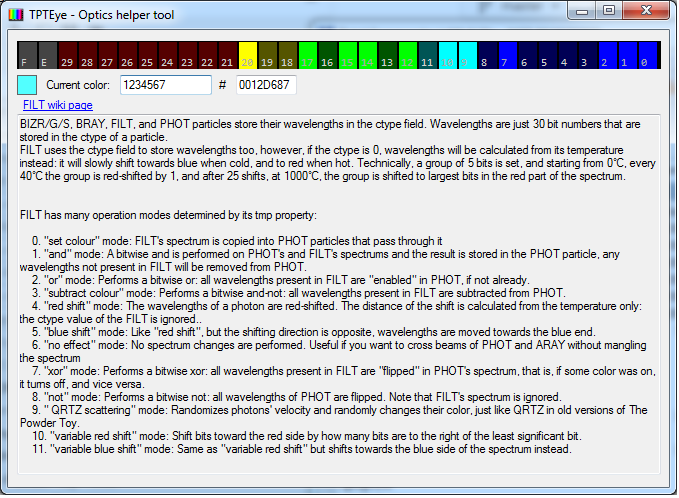 TPTEye - Optics helper tool
F E 29 28 27 26 25 24 23 22 21 20 19 18 17 16 15 14 13 12 11 10 9 8 7 6 5 4 3 2 1 0
Current color: 1234567 # 0012D687
FILT wiki page
BIZR/G/S, BRAY, FILT, and PHOT particles store their wavelengths in the ctype field. Wavelengths are just 30 bit numbers that are
stored in the ctype of a particle.
FILT uses the ctype field to store wavelengths too, however, if the ctype is 0, wavelengths will be calculated from its temperature
instead: it will slowly shift towards blue when cold, and to red when hot. Technically, a group of 5 bits is set, and starting from 0°C, every
40°C the group is red-shifted by 1, and after 25 shifts, at 1000°C, the group is shifted to largest bits in the red part of the spectrum.
FILT has many operation modes determined by its tmp property:
0. "set colour" mode: FILT's spectrum is copied into PHOT particles that pass through it
1. "and" mode: A bitwise and is performed on PHOT's and FILT's spectrums and the result is stored in the PHOT particle, any
wavelengths not present in FILT will be removed from PHOT.
2. "or" mode: Performs a bitwise or: all wavelengths present in FILT are "enabled" in PHOT, if not already.
3. "subtract colour" mode: Performs a bitwise and-not: all wavelengths present in FILT are subtracted from PHOT.
4. "red shift" mode: The wavelengths of a photon are red-shifted. The distance of the shift is calculated from the temperature only:
the ctype value of the FILT is ignored..
5. "blue shift" mode: Like "red shift", but the shifting direction is opposite, wavelengths are moved towards the blue end.
6. "no effect" mode: No spectrum changes are performed. Useful if you want to cross beams of PHOT and ARAY without mangling
the spectrum
7. "xor" mode: Performs a bitwise xor: all wavelengths present in FILT are "flipped" in PHOT's spectrum, that is, if some color was on,
it turns off, and vice versa.
8. "not" mode: Performs a bitwise not: all wavelengths of PHOT are flipped. Note that FILT's spectrum is ignored.
9. " QRTZ scattering" mode: Randomizes photons' velocity and randomly changes their color, just like QRTZ in old versions of The
Powder Toy.
10. "variable red shift" mode: Shift bits toward the red side by how many bits are to the right of the least significant bit.
11. "variable blue shift" mode: Same as "variable red shift" but shifts towards the blue side of the spectrum instead.